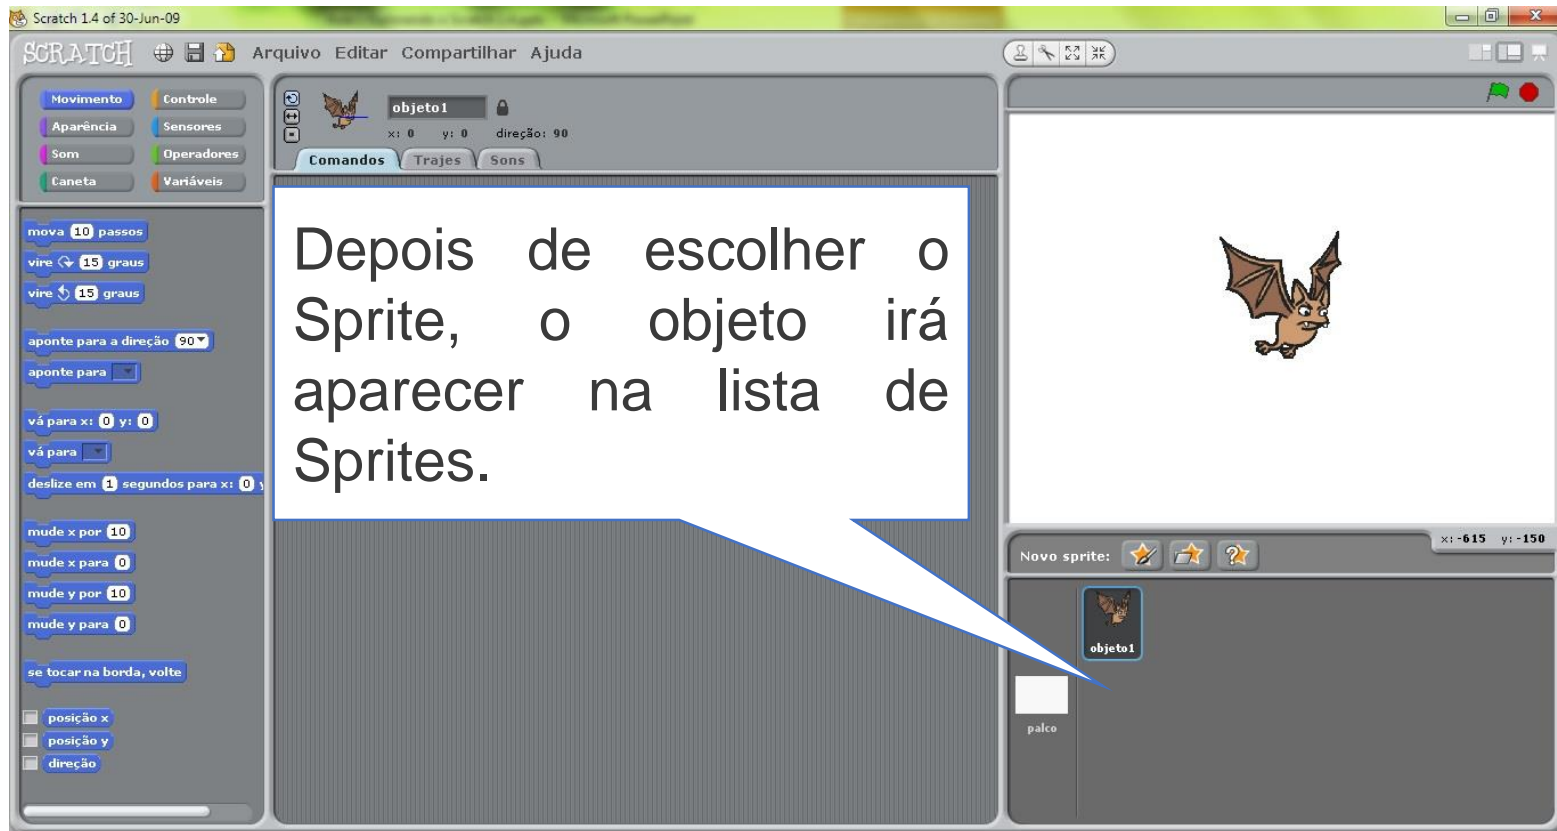 Scratch 1.4 of 30-Jun-09
SCRATCH Arquivo Editar Compartilhar Ajuda
Movimento Controle
Aparência Sensores
Som Operadores
Caneta Variáveis
objeto1
x: 0 y: 0 direção: 90
Comandos Trajes Sons
mova 10 passos
vire 15 graus
vire 15 graus
aponte para a direção 90
aponte para
vá para x: 0 y: 0
vá para
deslize em 1 segundos para x: 0 y
mude x por 10
mude x para 0
mude y por 10
mude y para 0
se tocar na borda, volte
posição x
posição y
direção
Depois de escolher o
Sprite, o objeto irá
aparecer na lista de
Sprites.
x: -615 y: -150
Novo sprite:
objeto1
palco